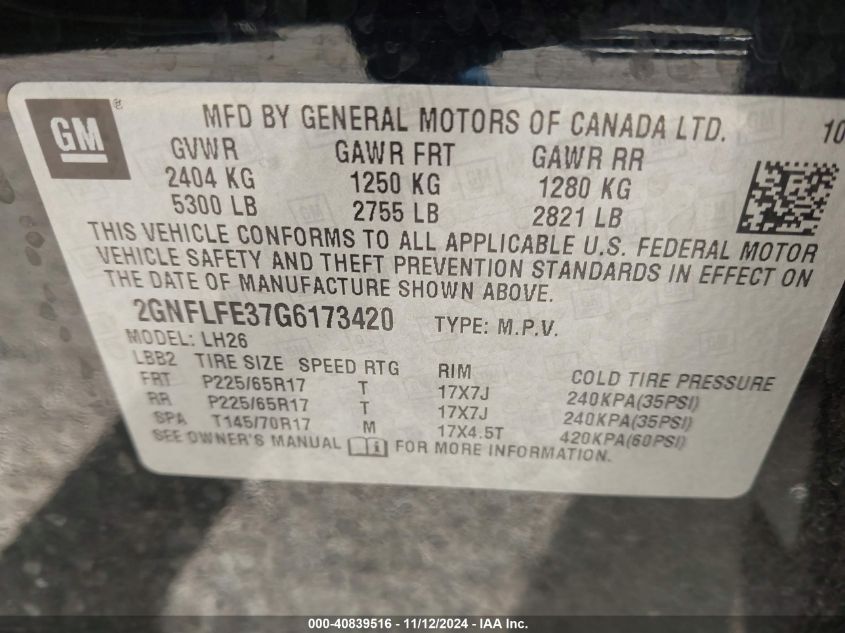 GM®
MFD BY GENERAL MOTORS OF CANADA LTD. 10
GVWR GAWR FRT GAWR RR
2404 KG 1250 KG 1280 KG
5300 LB 2755 LB 2821 LB
THIS VEHICLE CONFORMS TO ALL APPLICABLE U.S. FEDERAL MOTOR
VEHICLE SAFETY AND THEFT PREVENTION STANDARDS IN EFFECT ON
THE DATE OF MANUFACTURE SHOWN ABOVE.
2GNFLFE37G6173420 TYPE: M.P.V.
MODEL: LH26
LBB2 TIRE SIZE SPEED RTG RIM COLD TIRE PRESSURE
FRT P225/65R17 T 17X7J 240KPA(35PSI)
RR P225/65R17 T 17X7J 240KPA(35PSI)
SPA T145/70R17 M 17X4.5T 420KPA(60PSI)
SEE OWNER'S MANUAL FOR MORE INFORMATION.
000-40839516 - 11/12/2024 - IAA Inc.